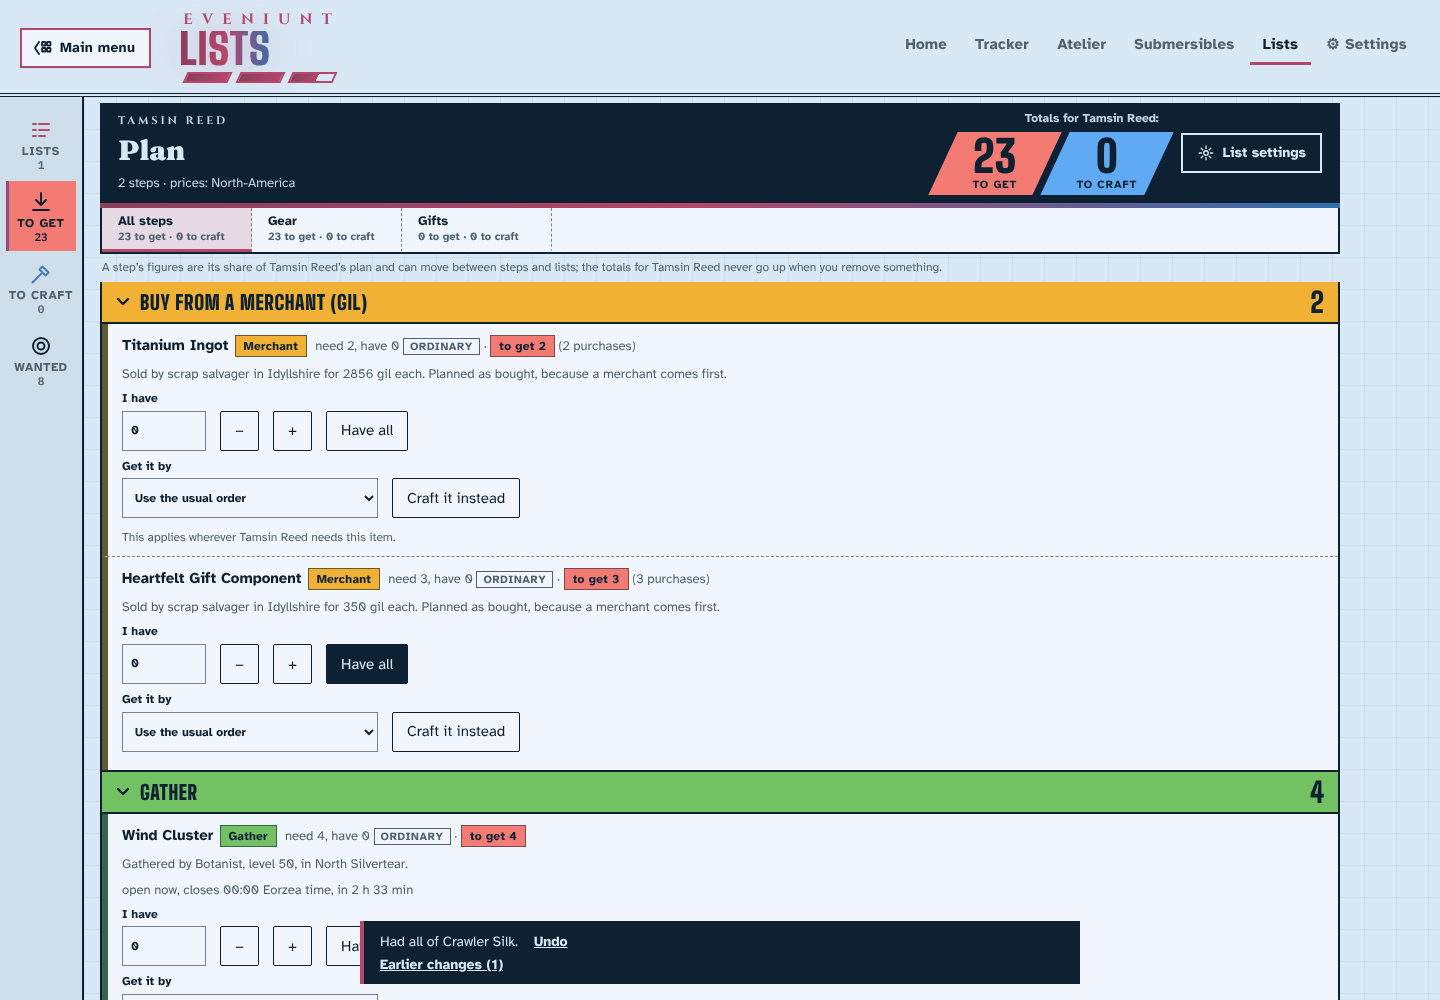 Main menu
EVENIUNT
LISTS
Home
Tracker
Atelier
Submersibles
Lists
Settings
LISTS
1
TO GET
23
TO CRAFT
0
WANTED
8
TAMSIN REED
Plan
2 steps · prices: North-America
Totals for Tamsin Reed:
23
TO GET
0
TO CRAFT
List settings
All steps
23 to get · 0 to craft
Gear
23 to get · 0 to craft
Gifts
0 to get · 0 to craft
A step's figures are its share of Tamsin Reed's plan and can move between steps and lists; the totals for Tamsin Reed never go up when you remove something.
BUY FROM A MERCHANT (GIL)
2
Titanium Ingot Merchant need 2, have 0 ORDINARY · to get 2 (2 purchases)
Sold by scrap salvager in Idyllshire for 2856 gil each. Planned as bought, because a merchant comes first.
I have
0 − + Have all
Get it by
Use the usual order Craft it instead
This applies wherever Tamsin Reed needs this item.
Heartfelt Gift Component Merchant need 3, have 0 ORDINARY · to get 3 (3 purchases)
Sold by scrap salvager in Idyllshire for 350 gil each. Planned as bought, because a merchant comes first.
I have
0 − + Have all
Get it by
Use the usual order Craft it instead
GATHER
4
Wind Cluster Gather need 4, have 0 ORDINARY · to get 4
Gathered by Botanist, level 50, in North Silvertear.
open now, closes 00:00 Eorzea time, in 2 h 33 min
I have
0 − + Ha
Get it by
Had all of Crawler Silk. Undo
Earlier changes (1)